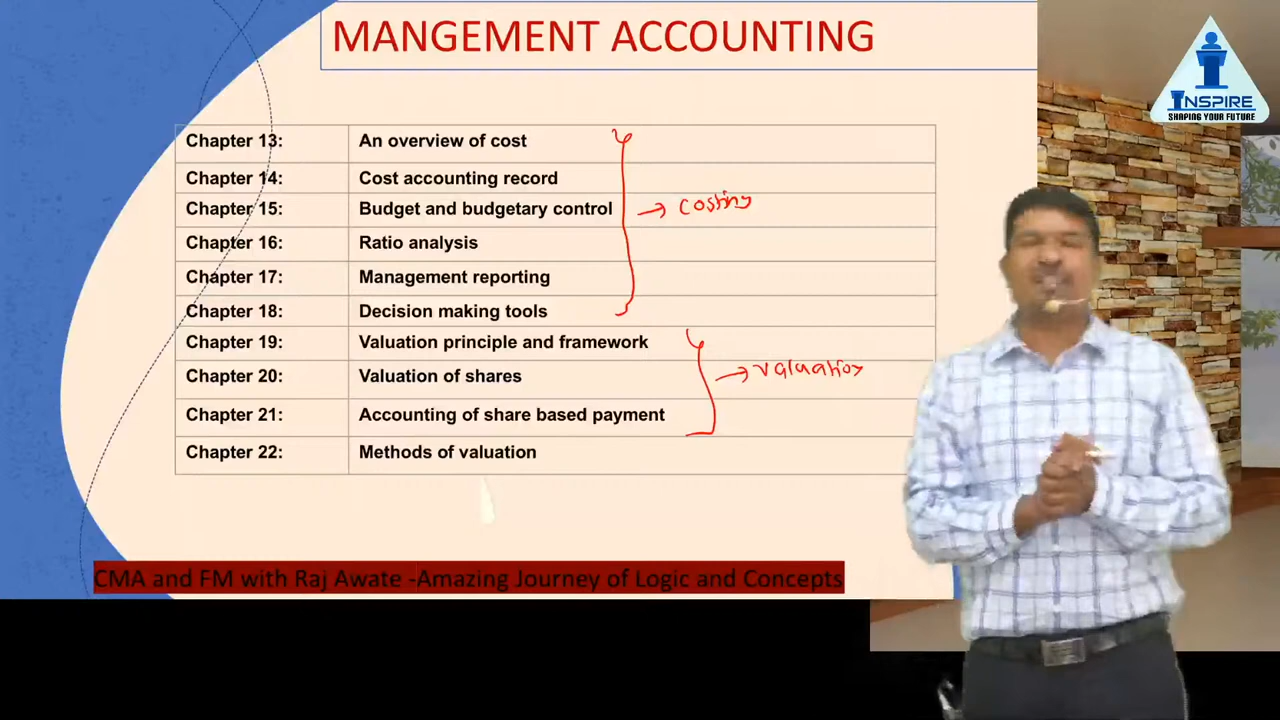 MANGEMENT ACCOUNTING
INSPIRE
SHAPING YOUR FUTURE
Chapter 13: An overview of cost
Chapter 14: Cost accounting record
Chapter 15: Budget and budgetary control
→ costing
Chapter 16: Ratio analysis
Chapter 17: Management reporting
Chapter 18: Decision making tools
Chapter 19: Valuation principle and framework
Chapter 20: Valuation of shares
→ valuation
Chapter 21: Accounting of share based payment
Chapter 22: Methods of valuation
CMA and FM with Raj Awate -Amazing Journey of Logic and Concepts